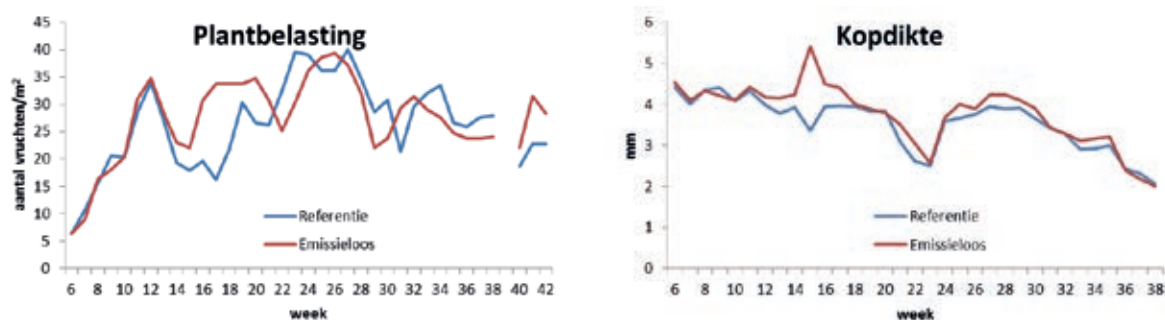 Plantbelasting
aantal vruchten/m²
45
40
35
30
25
20
15
10
5
0
Referentie
Emissieloos
6 8 10 12 14 16 18 20 22 24 26 28 30 32 34 36 38 40 42
week
Kopdikte
mm
6
5
4
3
2
1
0
Referentie
Emissieloos
6 8 10 12 14 16 18 20 22 24 26 28 30 32 34 36 38
week